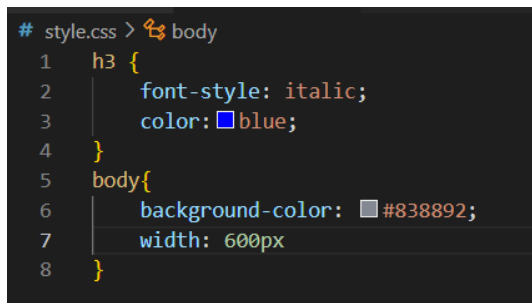 # style.css > body
1 h3 {
2 font-style: italic;
3 color: blue;
4 }
5 body{
6 background-color: #838892;
7 width: 600px
8 }